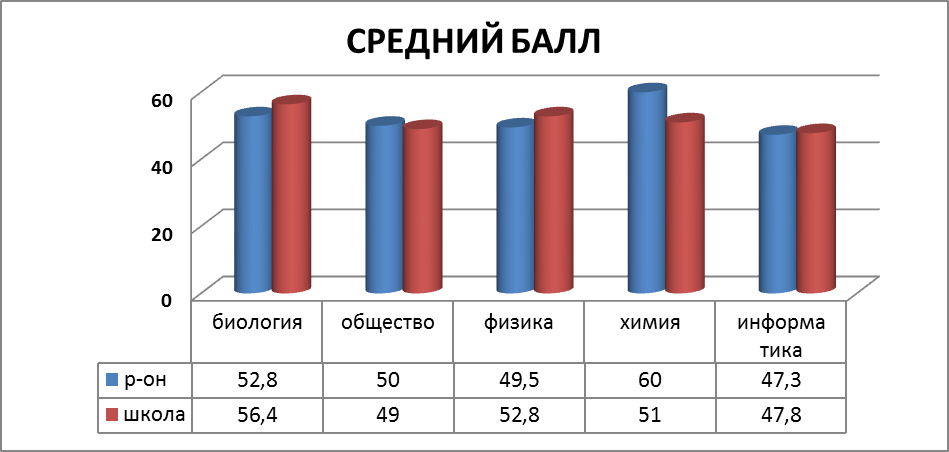 СРЕДНИЙ БАЛЛ
60
40
20
0
биология общество физика химия информа
тика
р-он 52,8 50 49,5 60 47,3
школа 56,4 49 52,8 51 47,8